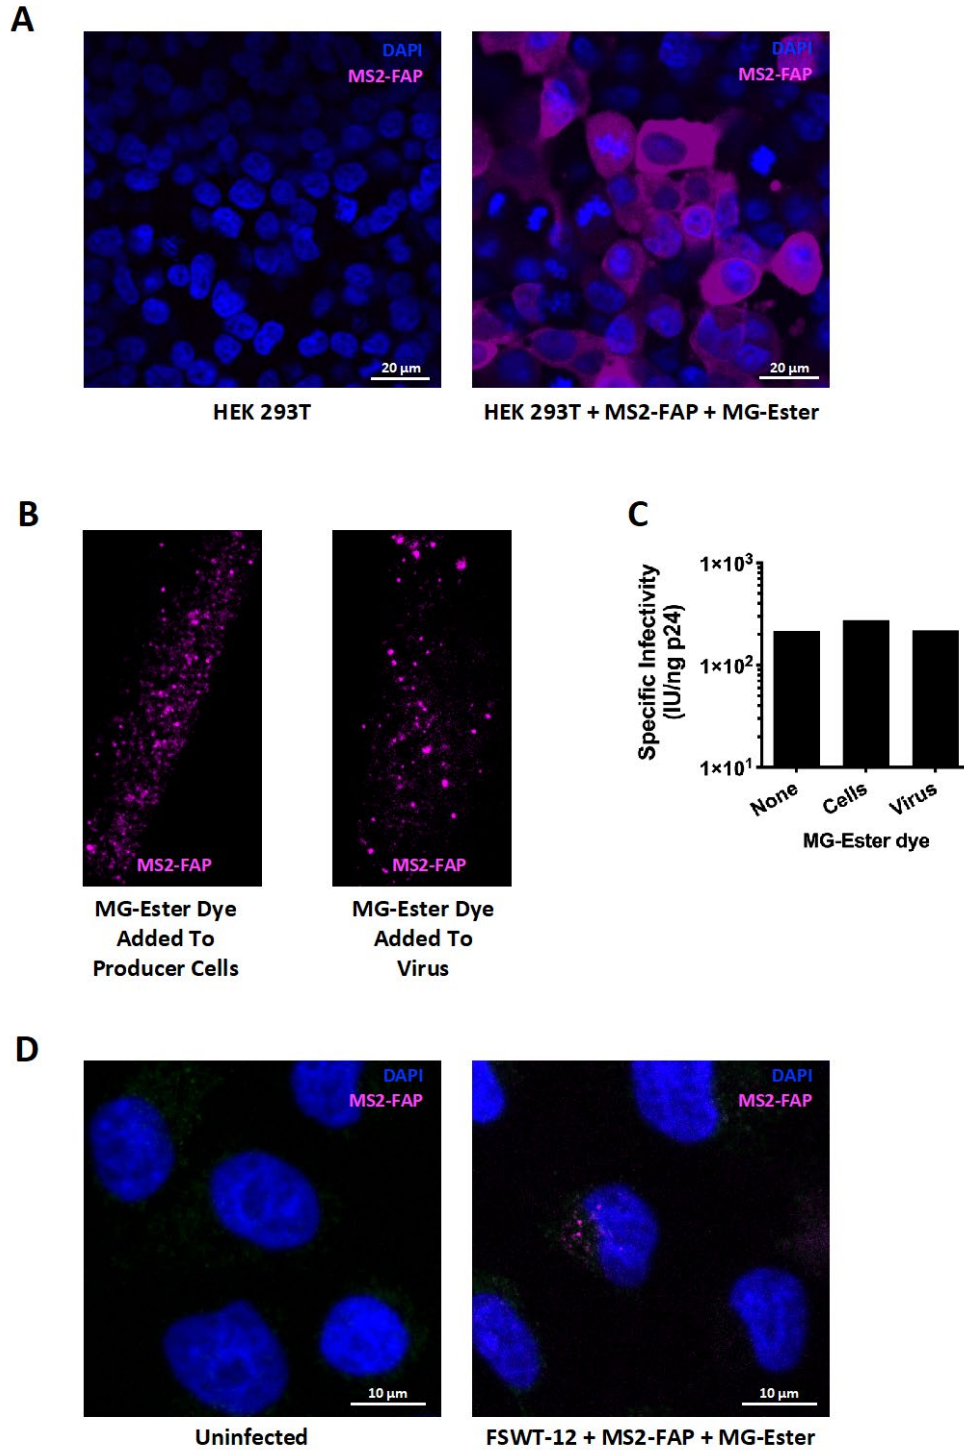 A
DAPI
MS2-FAP
20 µm
HEK 293T
DAPI
MS2-FAP
20 µm
HEK 293T + MS2-FAP + MG-Ester
B
MS2-FAP
MG-Ester Dye
Added To
Producer Cells
MS2-FAP
MG-Ester Dye
Added To
Virus
C
Specific Infectivity
(IU/ng p24)
1×10³
1×10²
1×10¹
None
Cells
Virus
MG-Ester dye
D
DAPI
MS2-FAP
10 µm
Uninfected
DAPI
MS2-FAP
10 µm
FSWT-12 + MS2-FAP + MG-Ester